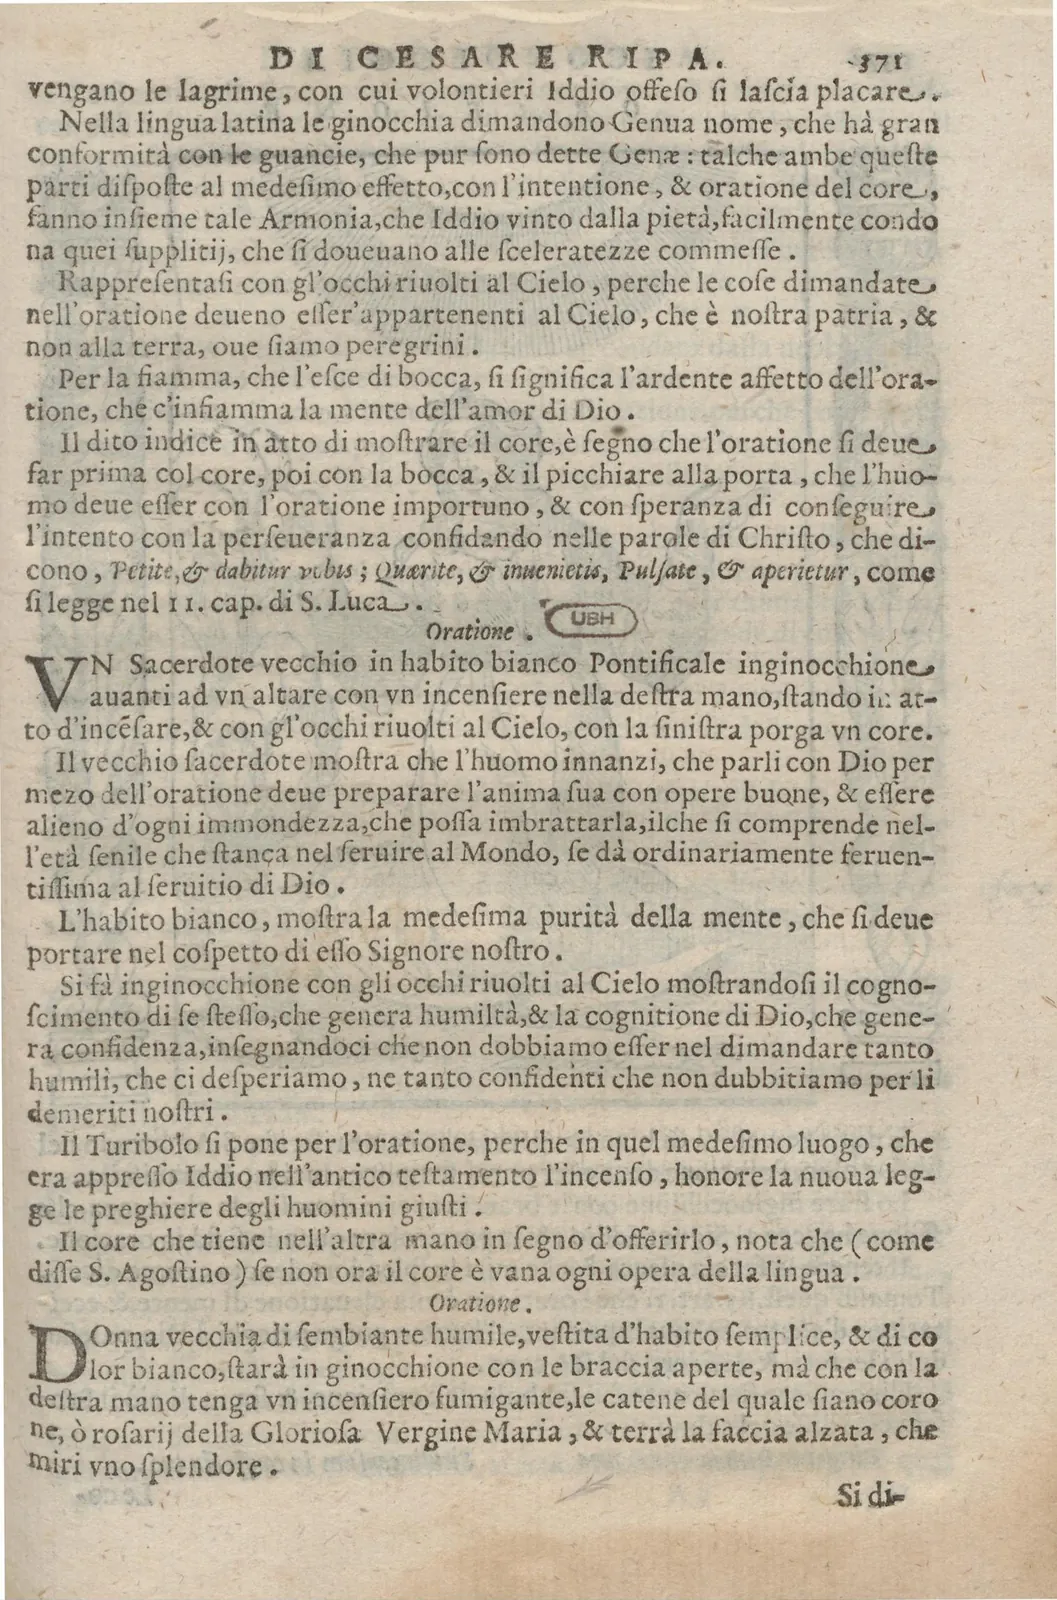 DI CESARE RIPA. 371
vengano le lagrime, con cui volontieri Iddio offeſo ſi laſcia placare.
Nella lingua latina le ginocchia dimandono Genua nome, che hà gran
conformità con le guancie, che pur ſono dette Genæ: talche ambe queſte
parti diſpoſte al medeſimo effetto,con l'intentione, & oratione del core,
fanno inſieme tale Armonia,che Iddio vinto dalla pietà,facilmente condo
na quei ſupplitij, che ſi doueuano alle ſceleratezze commeſſe.
Rappreſentaſi con gl'occhi riuolti al Cielo, perche le coſe dimandate
nell'oratione deueno eſſer'appartenenti al Cielo, che è noſtra patria, &
non alla terra, oue ſiamo peregrini.
Per la fiamma, che l'eſce di bocca, ſi ſignifica l'ardente affetto dell'ora-
tione, che c'infiamma la mente dell'amor di Dio.
Il dito indice in atto di moſtrare il core,è ſegno che l'oratione ſi deue
far prima col core, poi con la bocca, & il picchiare alla porta, che l'huo-
mo deue eſſer con l'oratione importuno, & con ſperanza di conſeguire
l'intento con la perſeueranza confidando nelle parole di Chriſto, che di-
cono, Petite,& dabitur vobis; Quærite, & inuenietis, Pulſate, & aperietur, come
ſi legge nel 11. cap. di S. Luca.
Oratione. UBH
VN Sacerdote vecchio in habito bianco Pontificale inginocchione
auanti ad vn altare con vn incenſiere nella deſtra mano,ſtando in at-
to d'incẽſare,& con gl'occhi riuolti al Cielo, con la ſiniſtra porga vn core.
Il vecchio ſacerdote moſtra che l'huomo innanzi, che parli con Dio per
mezo dell'oratione deue preparare l'anima ſua con opere buone, & eſſere
alieno d'ogni immondezza,che poſſa imbrattarla,ilche ſi comprende nel-
l'età ſenile che ſtanca nel ſeruire al Mondo, ſe dà ordinariamente feruen-
tiſſima al ſeruitio di Dio.
L'habito bianco, moſtra la medeſima purità della mente, che ſi deue
portare nel coſpetto di eſſo Signore noſtro.
Si fà inginocchione con gli occhi riuolti al Cielo moſtrandoſi il cogno-
ſcimento di ſe ſteſſo,che genera humiltà,& la cognitione di Dio,che gene-
ra confidenza,inſegnandoci che non dobbiamo eſſer nel dimandare tanto
humili, che ci deſperiamo, ne tanto confidenti che non dubbitiamo per li
demeriti noſtri.
Il Turibolo ſi pone per l'oratione, perche in quel medeſimo luogo, che
era appreſſo Iddio nell'antico teſtamento l'incenſo, honore la nuoua leg-
ge le preghiere degli huomini giuſti.
Il core che tiene nell'altra mano in ſegno d'offerirlo, nota che (come
diſſe S. Agoſtino) ſe non ora il core è vana ogni opera della lingua.
Oratione.
DOnna vecchia di ſembiante humile,veſtita d'habito ſemplice, & di co
lor bianco,ſtarà in ginocchione con le braccia aperte, mà che con la
deſtra mano tenga vn incenſiero fumigante,le catene del quale ſiano coro
ne, ò roſarij della Glorioſa Vergine Maria, & terrà la faccia alzata, che
miri vno ſplendore.
Si di-